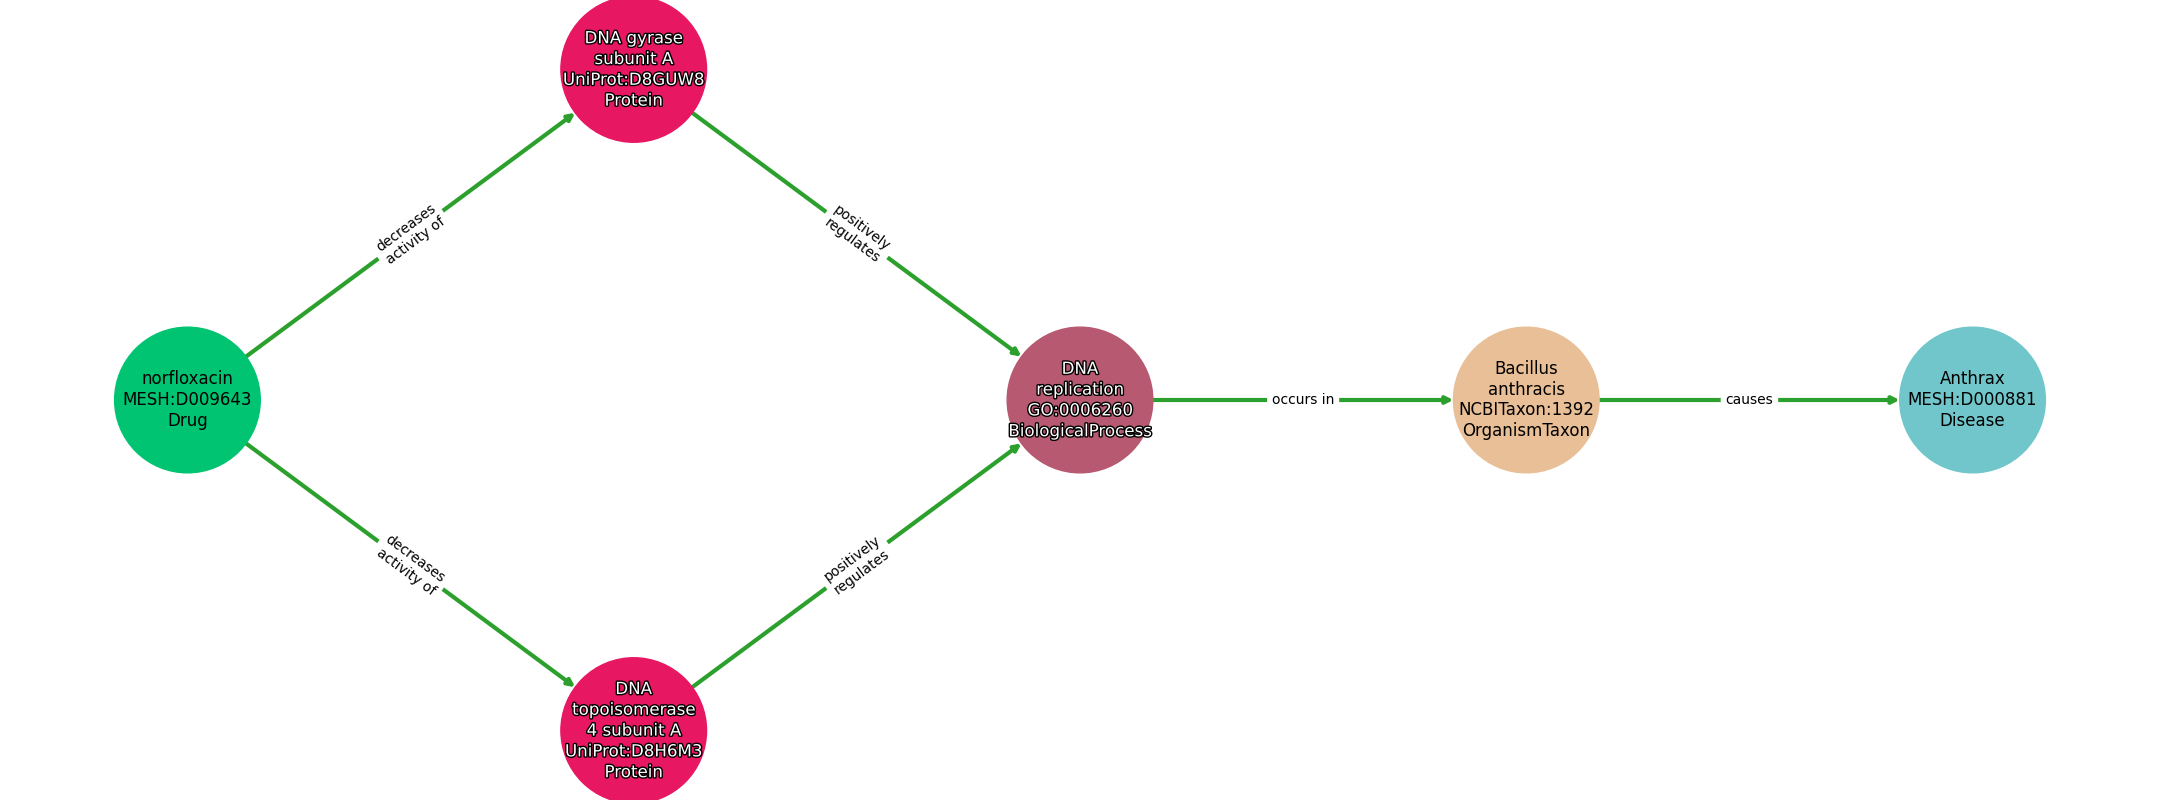 DNA gyrase
subunit A
UniProt:D8GUW8
Protein
decreases
activity of
positively
regulates
norfloxacin
MESH:D009643
Drug
DNA
replication
GO:0006260
BiologicalProcess
occurs in
Bacillus
anthracis
NCBITaxon:1392
OrganismTaxon
causes
Anthrax
MESH:D000881
Disease
decreases
activity of
positively
regulates
DNA
topoisomerase
4 subunit A
UniProt:D8H6M3
Protein